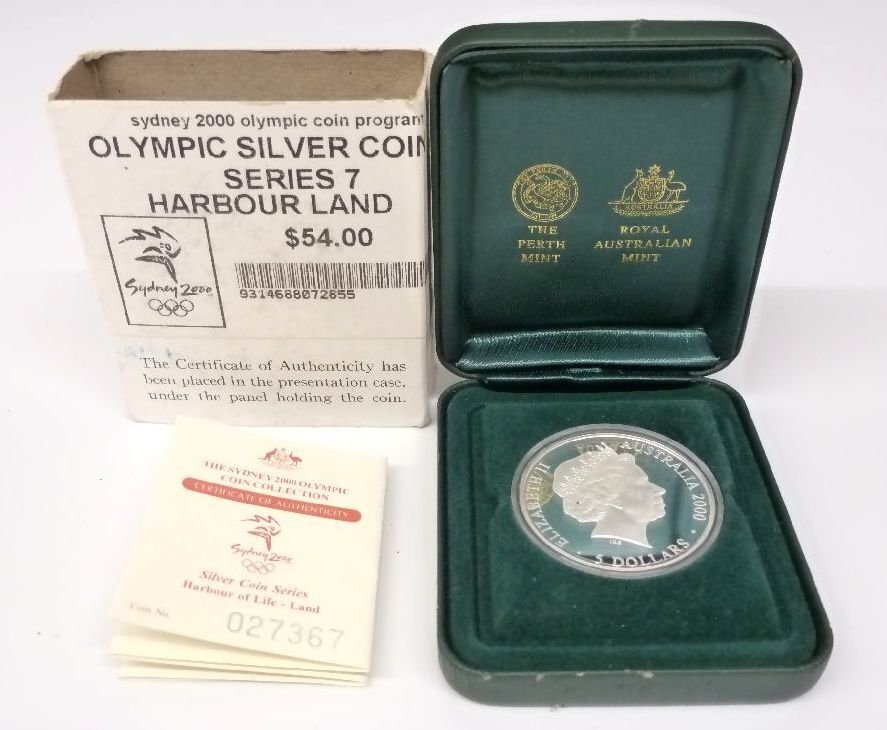 sydney 2000 olympic coin program
OLYMPIC SILVER COIN
SERIES 7
HARBOUR LAND
$54.00
Sydney 2000
9314688072655
The Certificate of Authenticity has
been placed in the presentation case,
under the panel holding the coin.
THE
PERTH
MINT
AUSTRALIA
ROYAL
AUSTRALIAN
MINT
THE SYDNEY 2000 OLYMPIC
COIN COLLECTION
CERTIFICATE OF AUTHENTICITY
Sydney 2000
Silver Coin Series
Harbour of Life - Land
Coin No. 027367
ELIZABETH II AUSTRALIA 2000
5 DOLLARS